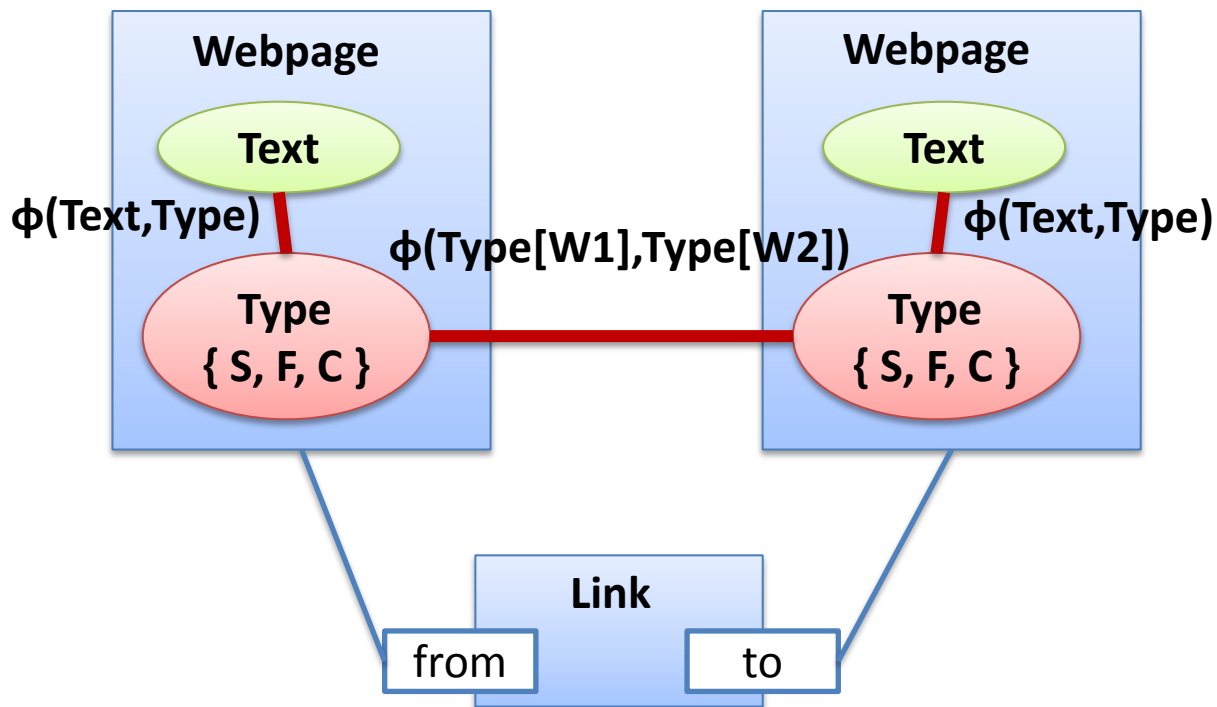 Webpage
Webpage
Text
Text
ϕ(Text,Type)
ϕ(Text,Type)
ϕ(Type[W1],Type[W2])
Type
{ S, F, C }
Type
{ S, F, C }
Link
from
to